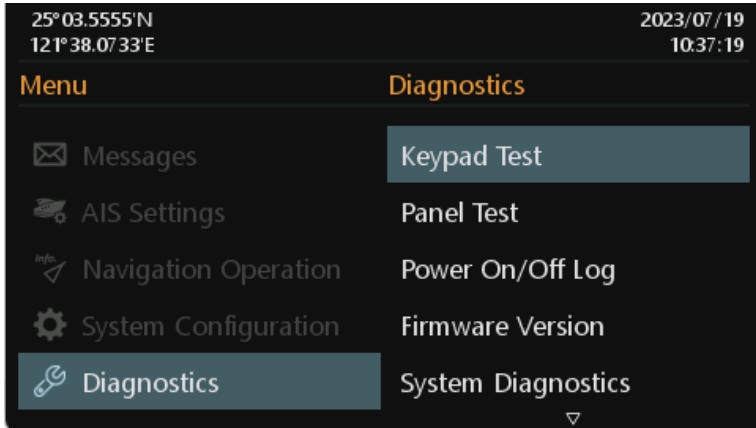 25°03.5555'N
121°38.0733'E
2023/07/19
10:37:19
Menu
Messages
AIS Settings
Info.
Navigation Operation
System Configuration
Diagnostics
Diagnostics
Keypad Test
Panel Test
Power On/Off Log
Firmware Version
System Diagnostics